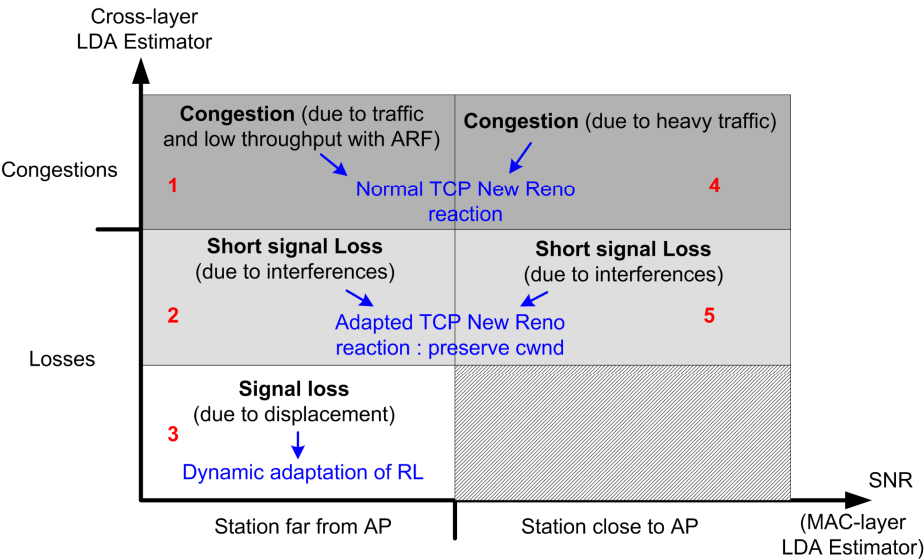 Cross-layer
LDA Estimator
Congestion (due to traffic
and low throughput with ARF)
Congestion (due to heavy traffic)
Congestions
1
Normal TCP New Reno
reaction
4
Short signal Loss
(due to interferences)
Short signal Loss
(due to interferences)
2
Adapted TCP New Reno
reaction : preserve cwnd
5
Losses
Signal loss
(due to displacement)
3
Dynamic adaptation of RL
SNR
(MAC-layer
LDA Estimator)
Station far from AP
Station close to AP